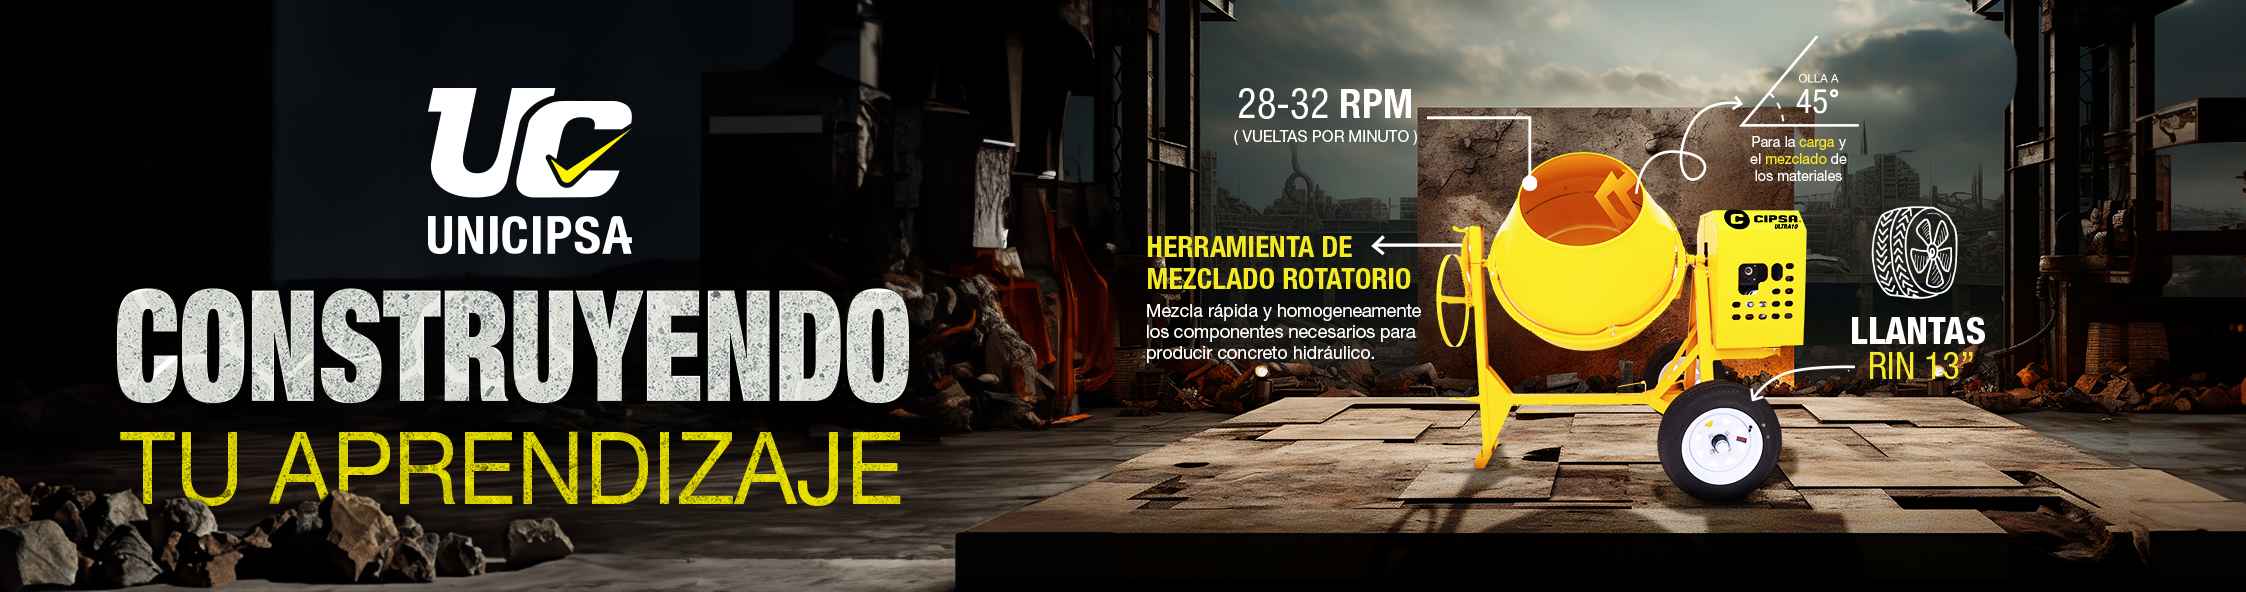 UC
UNICIPSA
CONSTRUYENDO
TU APRENDIZAJE
28-32 RPM
( VUELTAS POR MINUTO )
HERRAMIENTA DE
MEZCLADO ROTATORIO
Mezcla rápida y homogeneamente
los componentes necesarios para
producir concreto hidráulico.
OLLA A
45°
Para la carga y
el mezclado de
los materiales
C CIPSA
ULTRA10
LLANTAS
RIN 13”